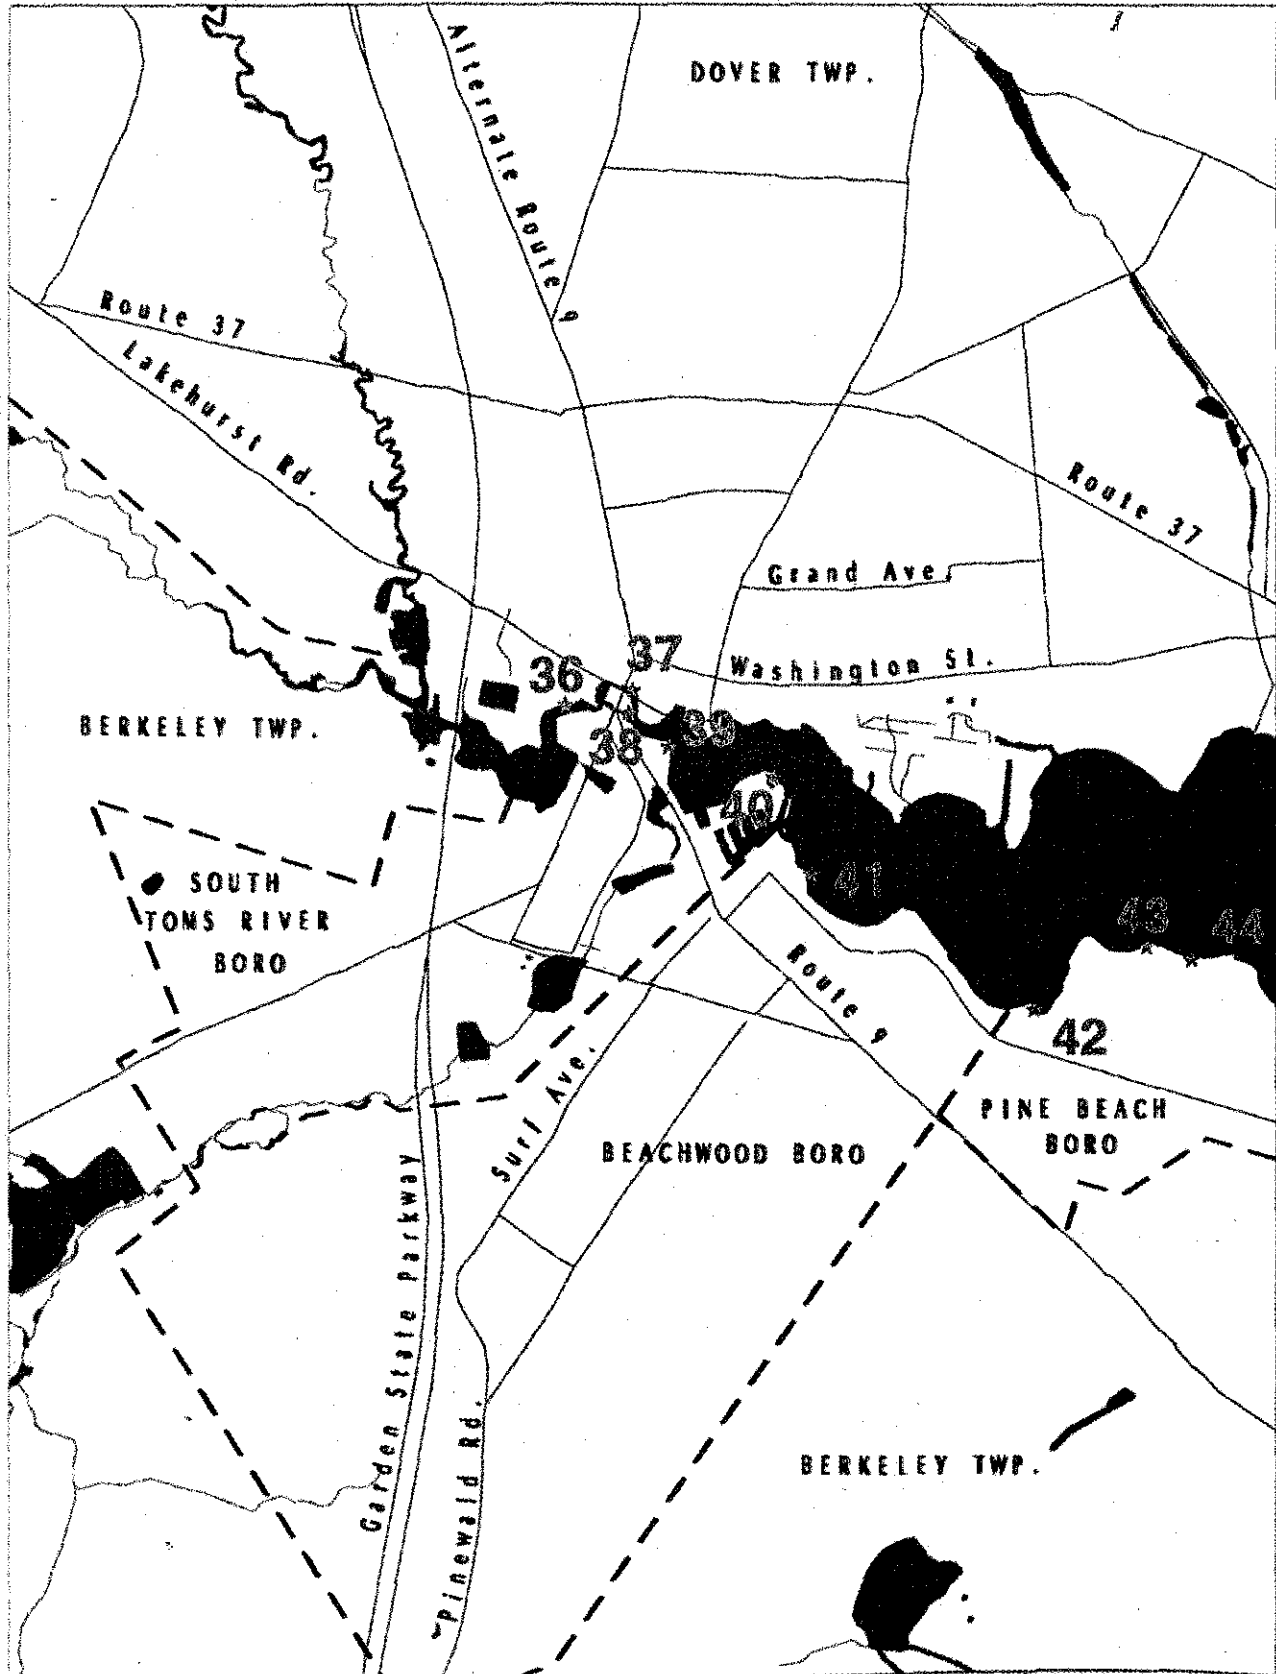 DOVER TWP.
Alternate Route 9
Route 37
Lakehurst Rd.
Route 37
Grand Ave.
37
Washington St.
36
39
38
BERKELEY TWP.
40
41
SOUTH
TOMS RIVER
BORO
43
44
Route 9
42
Surf Ave.
PINE BEACH
BORO
BEACHWOOD BORO
Garden State Parkway
Pinewald Rd.
BERKELEY TWP.